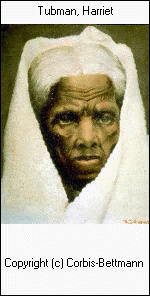 Tubman, Harriet
Copyright (c) Corbis-Bettmann